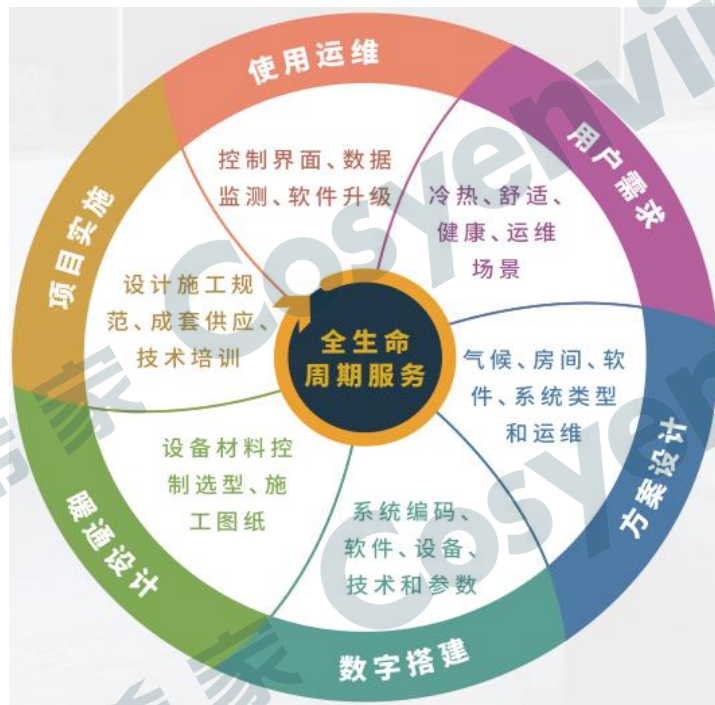 使用运维
控制界面、数据
监测、软件升级
用户需求
冷热、舒适、
健康、运维
场景
方案设计
气候、房间、软
件、系统类型
和运维
数字搭建
系统编码、
软件、设备、
技术和参数
暖通设计
设备材料控
制选型、施
工图纸
项目实施
设计施工规
范、成套供应、
技术培训
全生命
周期服务
Cosyenvi
Cosyenvi